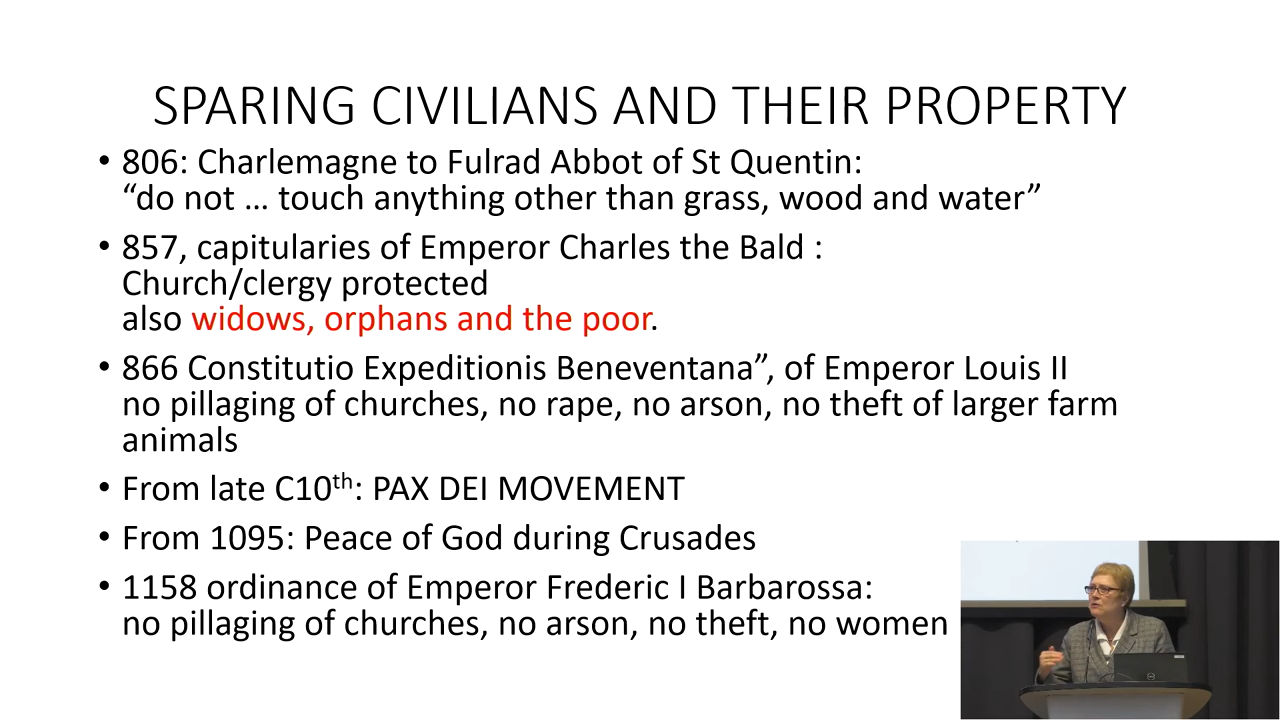 SPARING CIVILIANS AND THEIR PROPERTY
• 806: Charlemagne to Fulrad Abbot of St Quentin:
“do not … touch anything other than grass, wood and water”
• 857, capitularies of Emperor Charles the Bald :
Church/clergy protected
also widows, orphans and the poor.
• 866 Constitutio Expeditionis Beneventana”, of Emperor Louis II
no pillaging of churches, no rape, no arson, no theft of larger farm
animals
• From late C10th: PAX DEI MOVEMENT
• From 1095: Peace of God during Crusades
• 1158 ordinance of Emperor Frederic I Barbarossa:
no pillaging of churches, no arson, no theft, no women